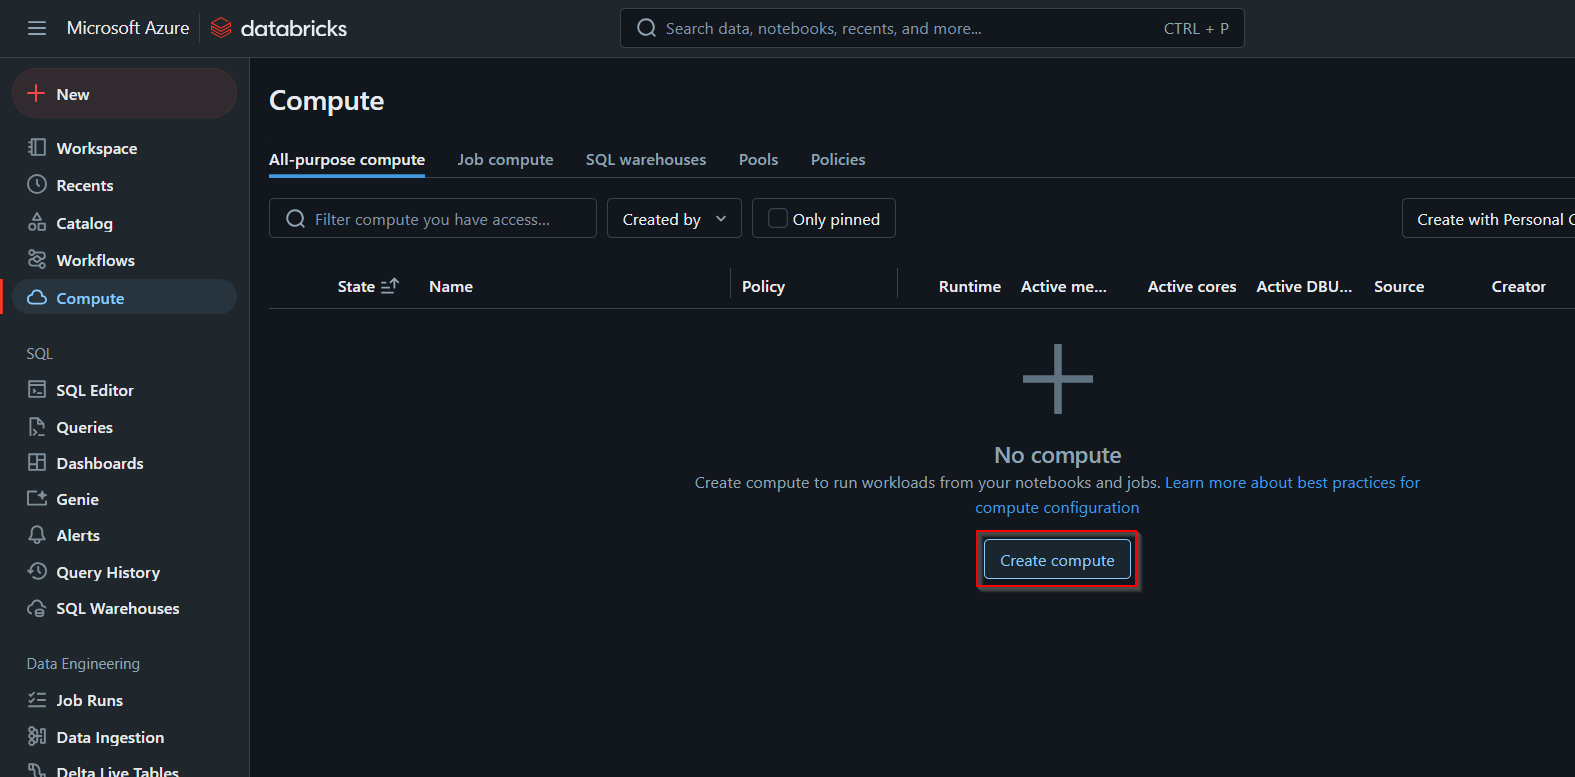 Microsoft Azure databricks
Search data, notebooks, recents, and more... CTRL + P
New
Workspace
Recents
Catalog
Workflows
Compute
SQL
SQL Editor
Queries
Dashboards
Genie
Alerts
Query History
SQL Warehouses
Data Engineering
Job Runs
Data Ingestion
Delta Live Tables
Compute
All-purpose compute Job compute SQL warehouses Pools Policies
Filter compute you have access... Created by Only pinned Create with Personal C
State Name Policy Runtime Active me... Active cores Active DBU... Source Creator
No compute
Create compute to run workloads from your notebooks and jobs. Learn more about best practices for
compute configuration
Create compute